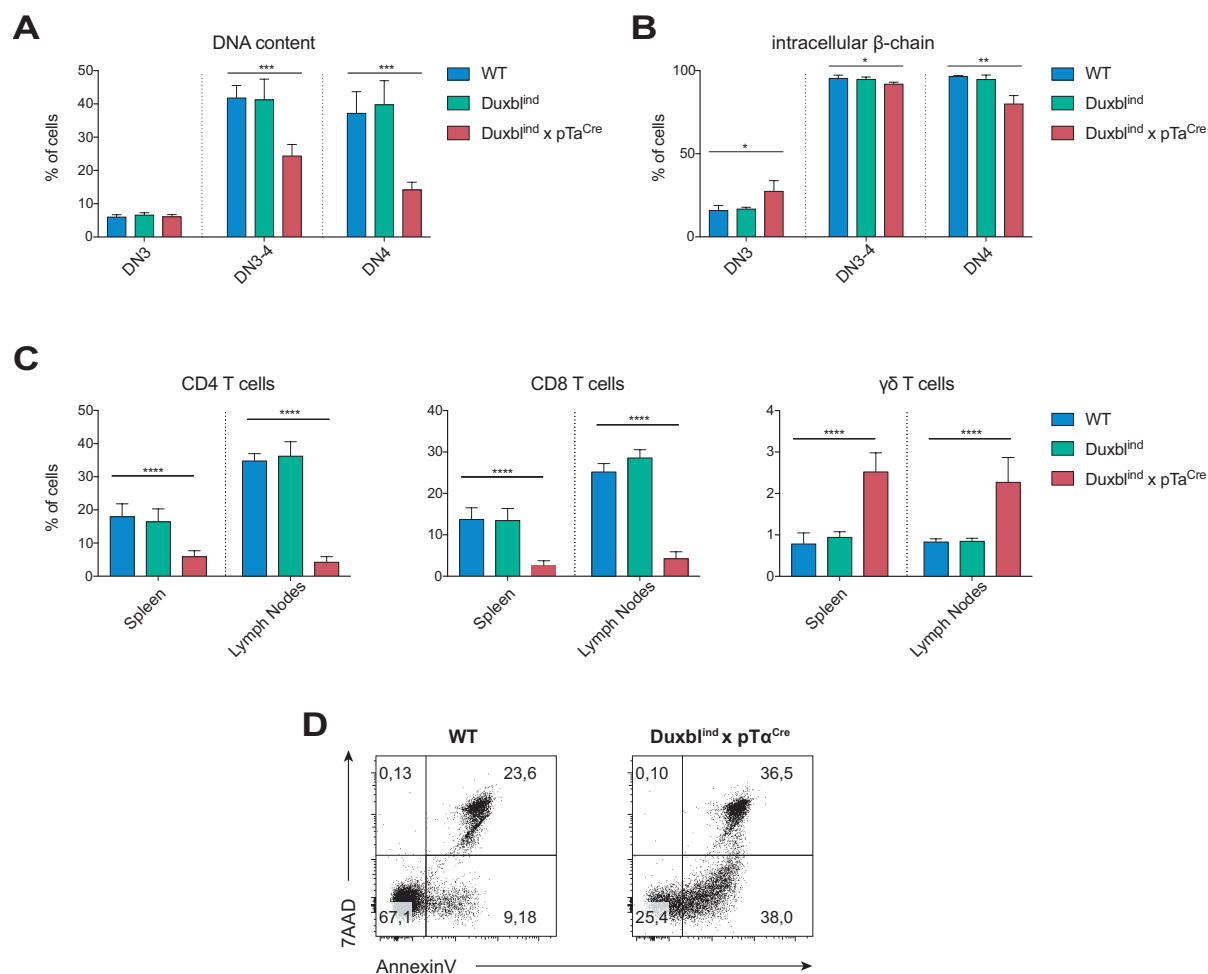 A
DNA content
% of cells
50
40
30
20
10
0
***
***
DN3
DN3-4
DN4
WT
Duxbl^ind
Duxbl^ind x pTa^Cre
B
intracellular β-chain
% of cells
100
50
0
*
*
**
DN3
DN3-4
DN4
WT
Duxbl^ind
Duxbl^ind x pTa^Cre
C
CD4 T cells
% of cells
50
40
30
20
10
0
****
****
Spleen
Lymph Nodes
CD8 T cells
40
30
20
10
0
****
****
Spleen
Lymph Nodes
γδ T cells
4
3
2
1
0
****
****
Spleen
Lymph Nodes
WT
Duxbl^ind
Duxbl^ind x pTa^Cre
D
WT
0,13
23,6
67,1
9,18
Duxbl^ind x pTα^Cre
0,10
36,5
25,4
38,0
7AAD
AnnexinV